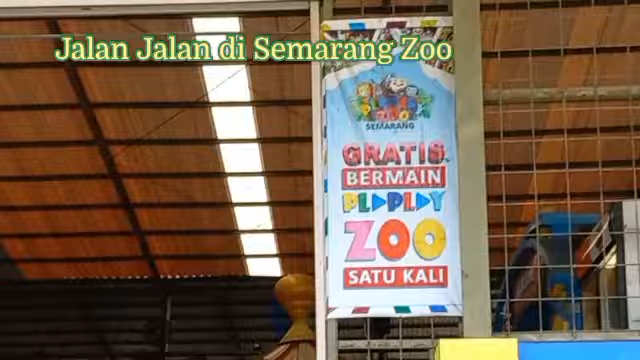 Jalan Jalan di Semarang Zoo
ZOO
SEMARANG
GRATIS
BERMAIN
PLAYPLAY
ZOO
SATU KALI